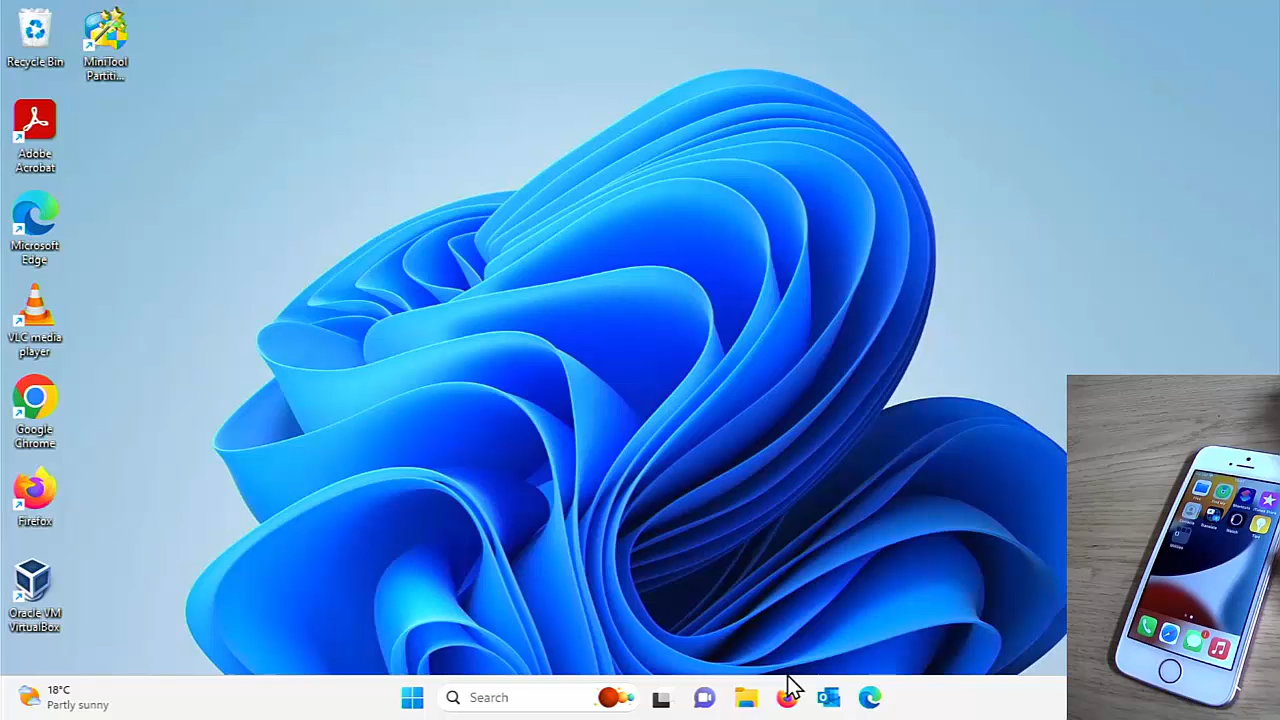 Recycle Bin
MiniTool
Partiti...
Adobe
Acrobat
Microsoft
Edge
VLC media
player
Google
Chrome
Firefox
Oracle VM
VirtualBox
18°C
Partly sunny
Search